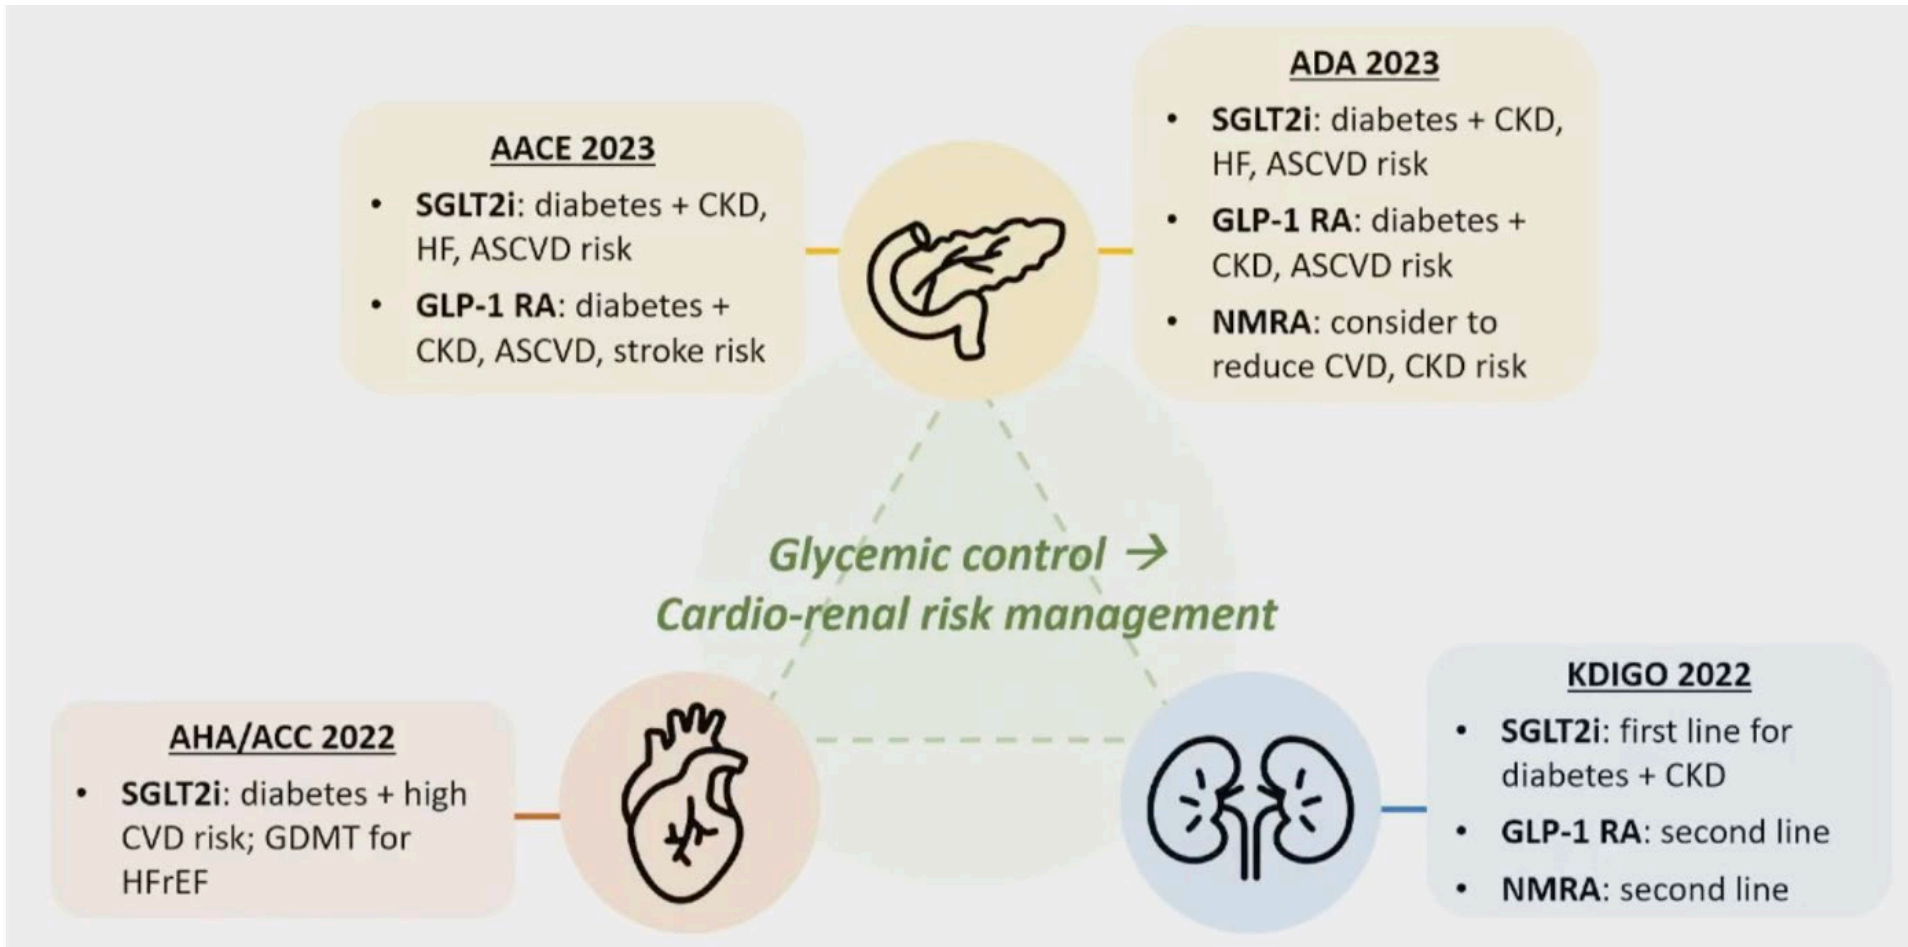 AACE 2023
• SGLT2i: diabetes + CKD,
HF, ASCVD risk
• GLP-1 RA: diabetes +
CKD, ASCVD, stroke risk
ADA 2023
• SGLT2i: diabetes + CKD,
HF, ASCVD risk
• GLP-1 RA: diabetes +
CKD, ASCVD risk
• NMRA: consider to
reduce CVD, CKD risk
Glycemic control →
Cardio-renal risk management
AHA/ACC 2022
• SGLT2i: diabetes + high
CVD risk; GDMT for
HFrEF
KDIGO 2022
• SGLT2i: first line for
diabetes + CKD
• GLP-1 RA: second line
• NMRA: second line